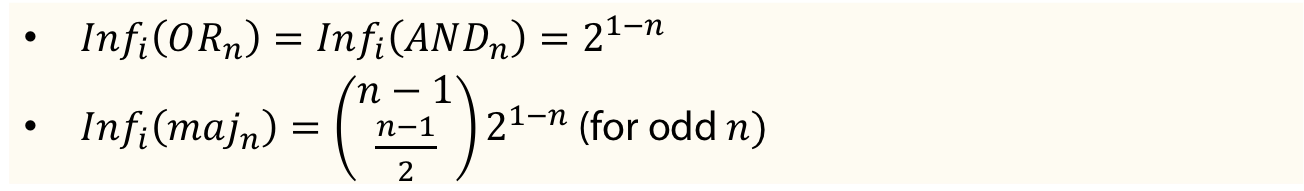 • Inf_i(OR_n) = Inf_i(AND_n) = 2^{1−n}
• Inf_i(maj_n) = \binom{n − 1}{\frac{n−1}{2}} 2^{1−n} (for odd n)